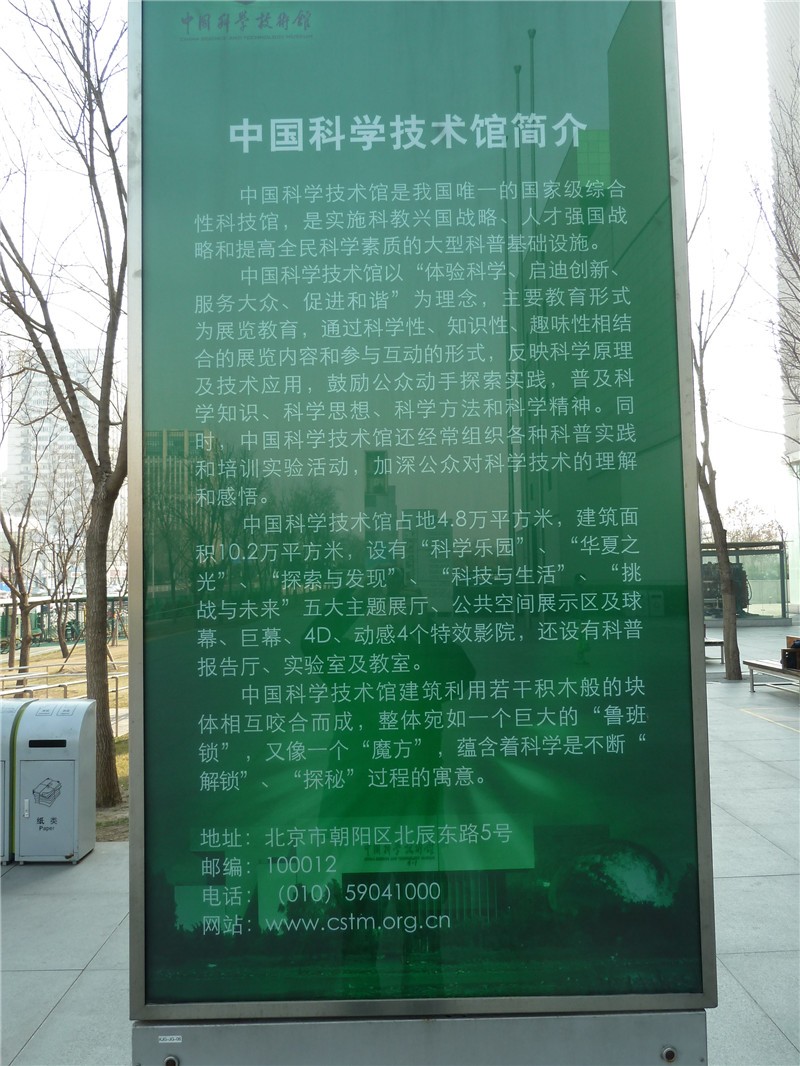 中国科学技术馆
中国科学技术馆简介
中国科学技术馆是我国唯一的国家级综合
性科技馆，是实施科教兴国战略、人才强国战
略和提高全民科学素质的大型科普基础设施。
中国科学技术馆以“体验科学、启迪创新、
服务大众、促进和谐”为理念，主要教育形式
为展览教育，通过科学性、知识性、趣味性相结
合的展览内容和参与互动的形式，反映科学原理
及技术应用，鼓励公众动手探索实践，普及科
学知识、科学思想、科学方法和科学精神。同
时，中国科学技术馆还经常组织各种科普实践
和培训实验活动，加深公众对科学技术的理解
和感悟。
中国科学技术馆占地4.8万平方米，建筑面
积10.2万平方米，设有“科学乐园”、“华夏之
光”、“探索与发现”、“科技与生活”、“挑
战与未来”五大主题展厅、公共空间展示区及球
幕、巨幕、4D、动感4个特效影院，还设有科普
报告厅、实验室及教室。
中国科学技术馆建筑利用若干积木般的块
体相互咬合而成，整体宛如一个巨大的“鲁班
锁”，又像一个“魔方”，蕴含着科学是不断“
解锁”、“探秘”过程的寓意。
地址：北京市朝阳区北辰东路5号
邮编：100012
电话：（010）59041000
网站：www.cstm.org.cn
纸类
Paper